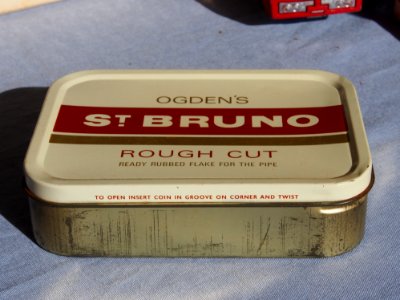 OGDEN'S
ST BRUNO
ROUGH CUT
READY RUBBED FLAKE FOR THE PIPE
TO OPEN INSERT COIN IN GROOVE ON CORNER AND TWIST